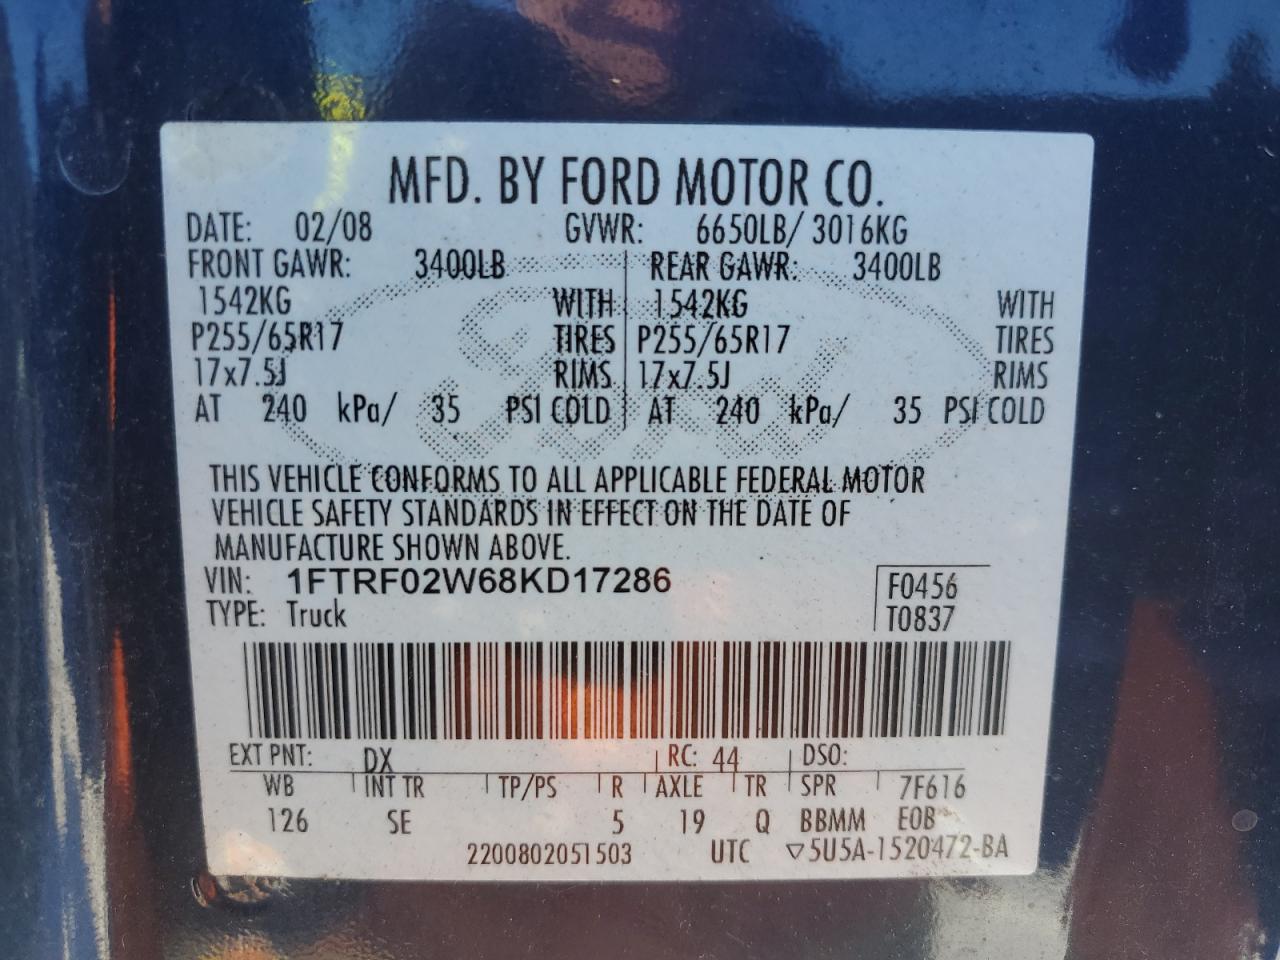 MFD. BY FORD MOTOR CO.
DATE: 02/08 GVWR: 6650LB/ 3016KG
FRONT GAWR: 3400LB REAR GAWR: 3400LB
1542KG WITH 1542KG WITH
P255/65R17 TIRES P255/65R17 TIRES
17x7.5J RIMS 17x7.5J RIMS
AT 240 kPa/ 35 PSI COLD AT 240 kPa/ 35 PSI COLD
THIS VEHICLE CONFORMS TO ALL APPLICABLE FEDERAL MOTOR
VEHICLE SAFETY STANDARDS IN EFFECT ON THE DATE OF
MANUFACTURE SHOWN ABOVE.
VIN: 1FTRF02W68KD17286 F0456
TYPE: Truck T0837
EXT PNT: DX RC: 44 DSO:
WB INT TR TP/PS R AXLE TR SPR 7F616
126 SE 5 19 Q BBMM EOB
2200802051503 UTC ▽5U5A-1520472-BA